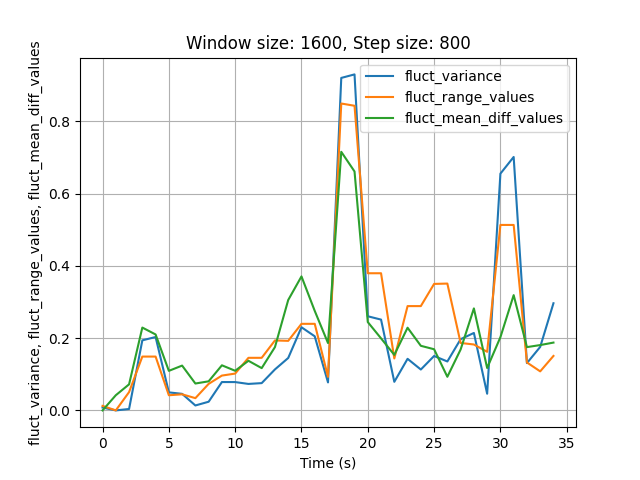 Window size: 1600, Step size: 800
fluct_variance
fluct_range_values
fluct_mean_diff_values
fluct_variance, fluct_range_values, fluct_mean_diff_values
0.8
0.6
0.4
0.2
0.0
0 5 10 15 20 25 30 35
Time (s)